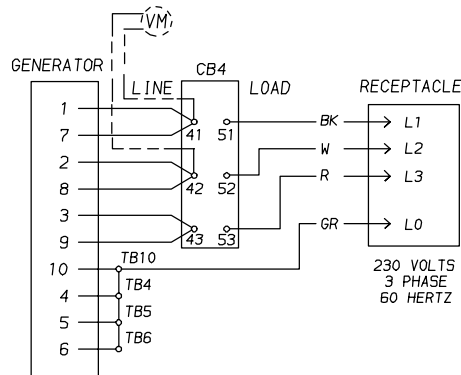 VM
GENERATOR
CB4
LINE
LOAD
RECEPTACLE
1
7
41
51
BK
L1
2
8
42
52
W
L2
3
9
43
53
R
L3
10
TB10
GR
L0
4
TB4
5
TB5
6
TB6
230 VOLTS
3 PHASE
60 HERTZ